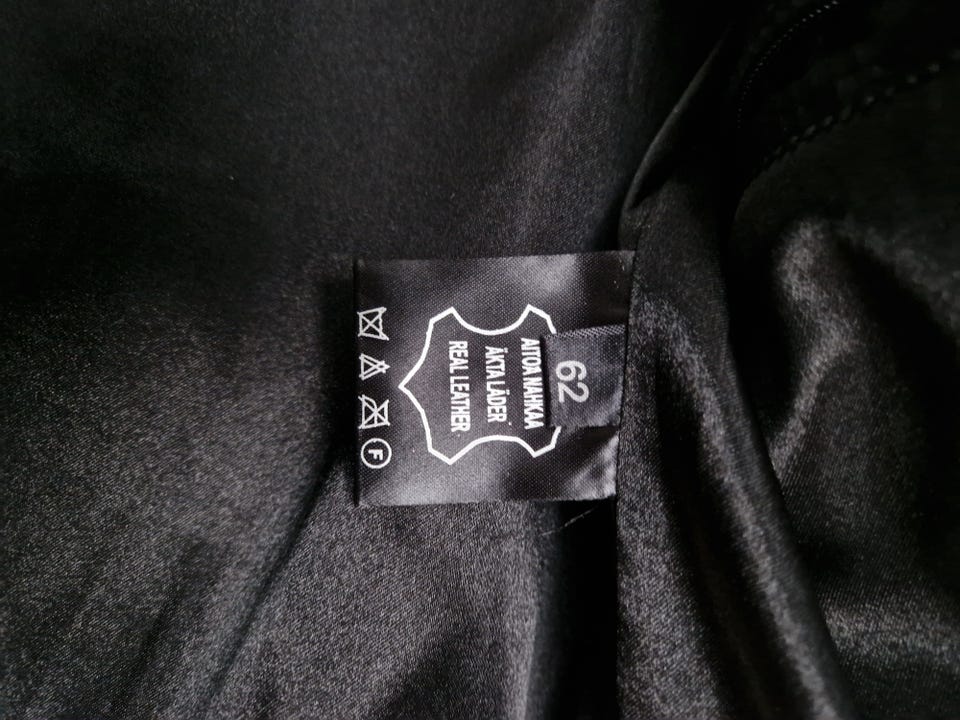 62
AITOA NAHKAA
ÄKTA LÄDER
REAL LEATHER
F